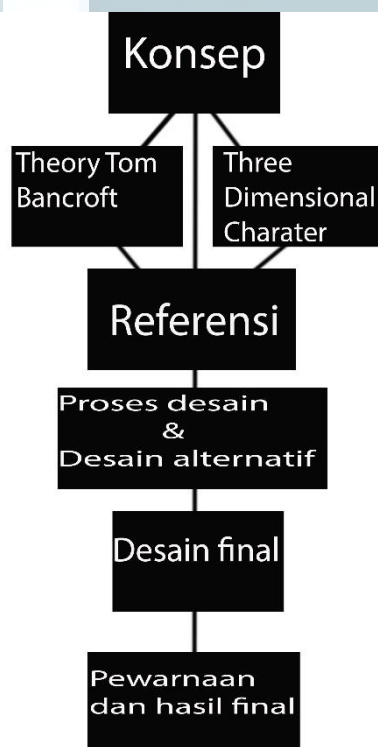 Konsep
Theory Tom
Bancroft
Three
Dimensional
Charater
Referensi
Proses desain
&
Desain alternatif
Desain final
Pewarnaan
dan hasil final